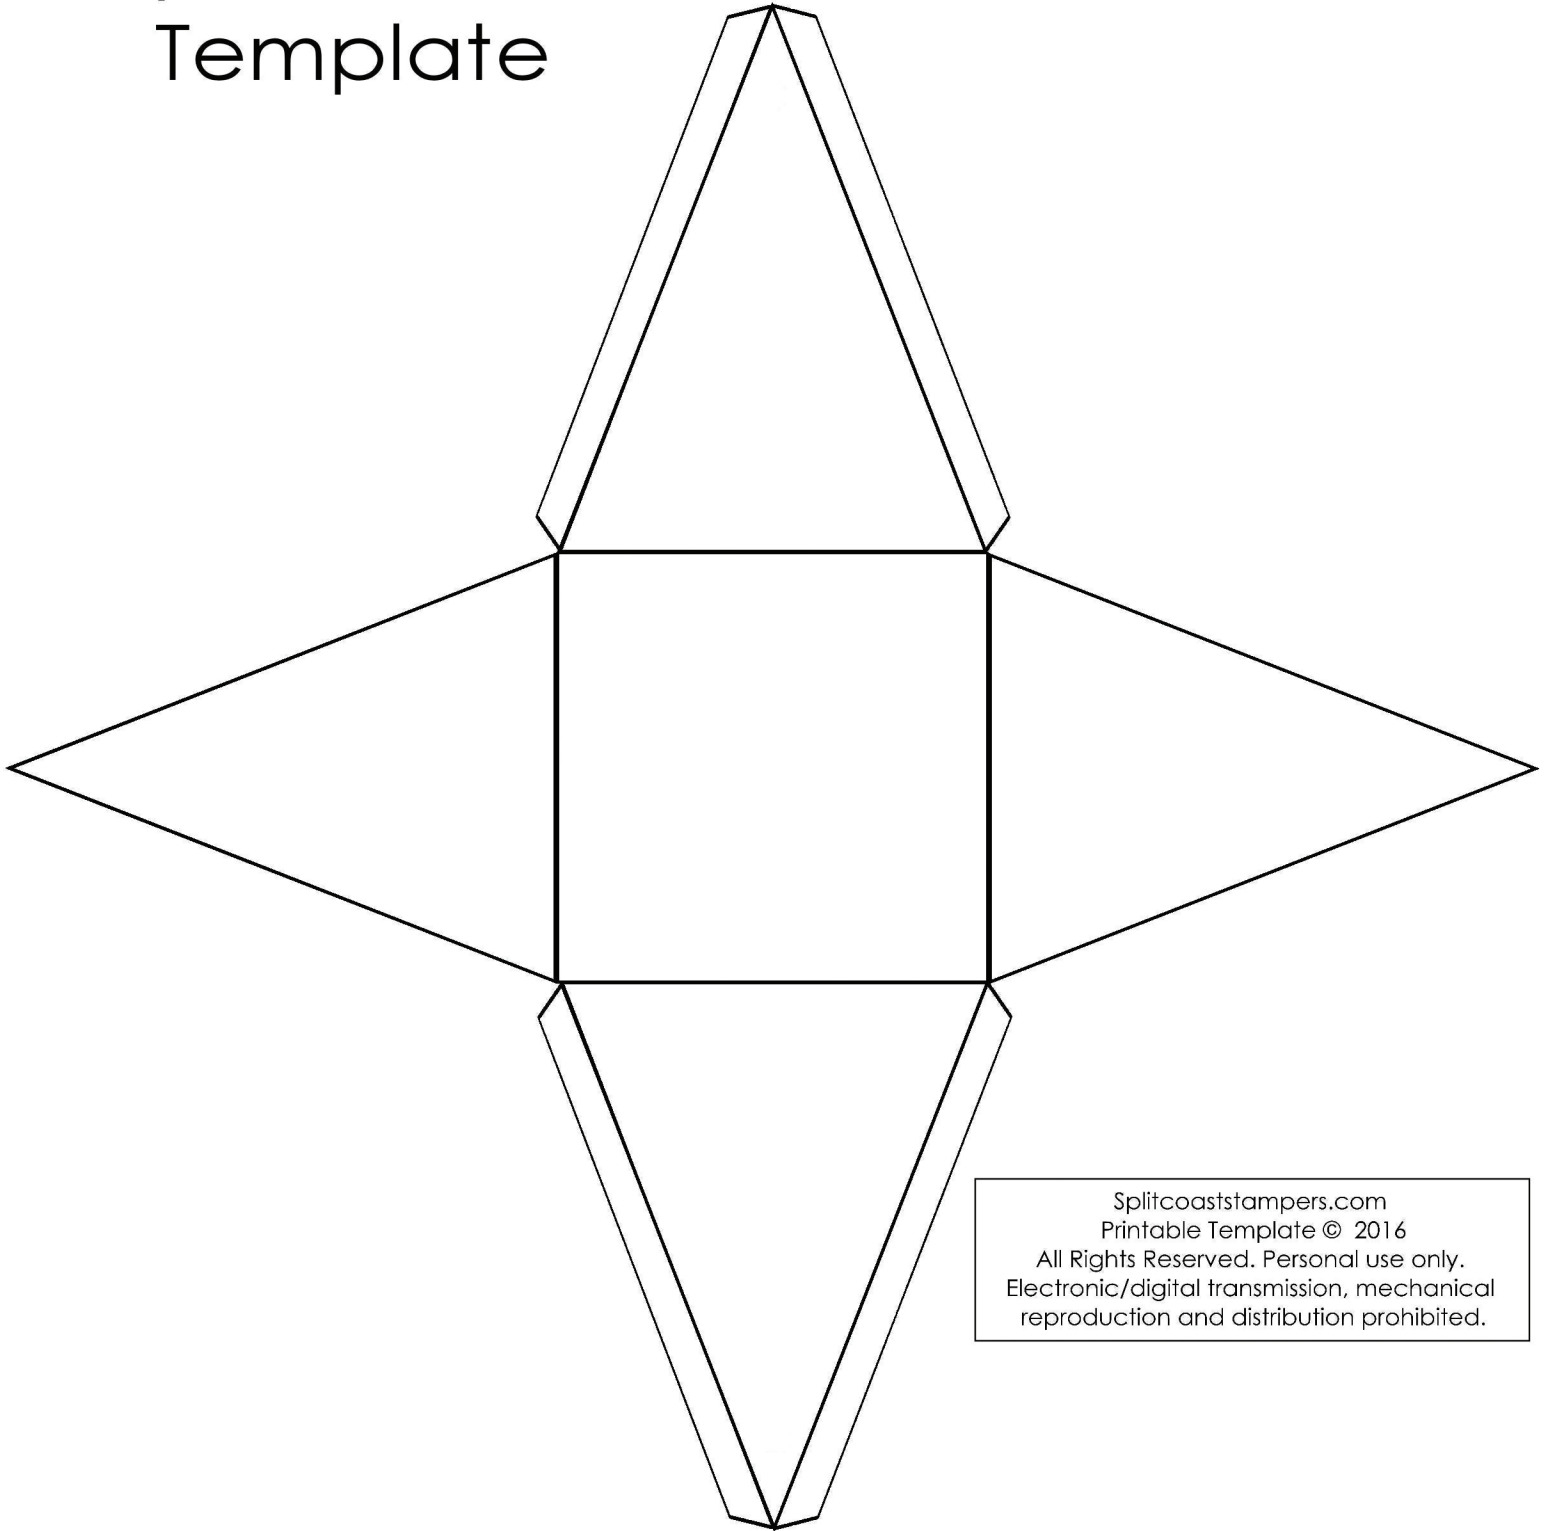 Template
Splitcoaststampers.com
Printable Template © 2016
All Rights Reserved. Personal use only.
Electronic/digital transmission, mechanical
reproduction and distribution prohibited.